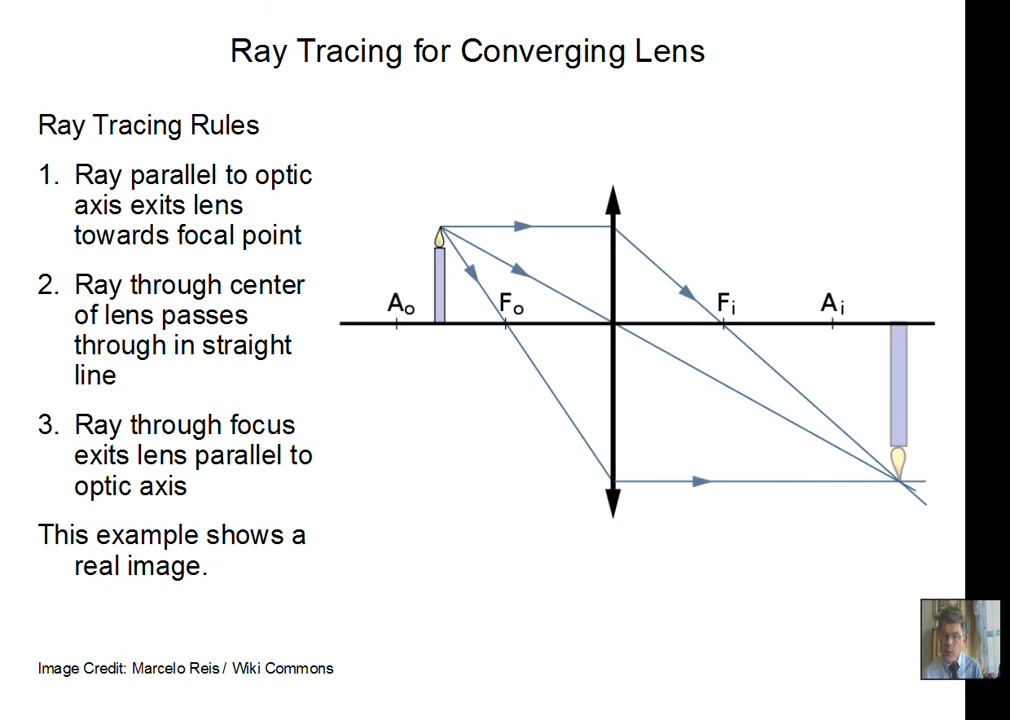 Ray Tracing for Converging Lens
Ray Tracing Rules
1. Ray parallel to optic
axis exits lens
towards focal point
2. Ray through center
of lens passes
through in straight
line
3. Ray through focus
exits lens parallel to
optic axis
This example shows a
real image.
Ao Fo Fi Ai
Image Credit: Marcelo Reis / Wiki Commons